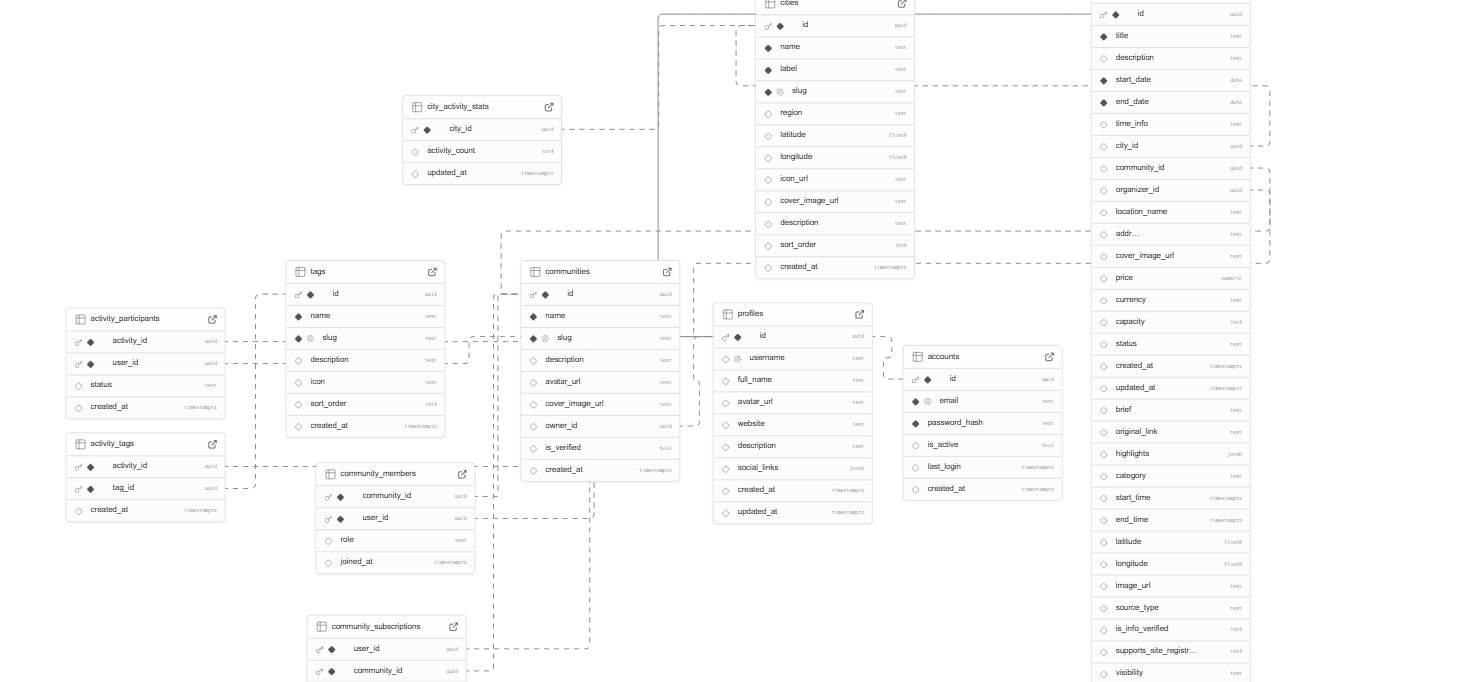 cities
id uuid
name text
label text
slug text
region text
latitude float8
longitude float8
icon_url text
cover_image_url text
description text
sort_order int4
created_at timestamptz
city_activity_stats
city_id uuid
activity_count int4
updated_at timestamptz
tags
id uuid
name text
slug text
description text
icon text
sort_order int4
created_at timestamptz
communities
id uuid
name text
slug text
description text
avatar_url text
cover_image_url text
owner_id uuid
is_verified bool
created_at timestamptz
activity_participants
activity_id uuid
user_id uuid
status text
created_at timestamptz
activity_tags
activity_id uuid
tag_id uuid
created_at timestamptz
community_members
community_id uuid
user_id uuid
role text
joined_at timestamptz
community_subscriptions
user_id uuid
community_id uuid
profiles
id uuid
username text
full_name text
avatar_url text
website text
description text
social_links jsonb
created_at timestamptz
updated_at timestamptz
accounts
id uuid
email text
password_hash text
is_active bool
last_login timestamptz
created_at timestamptz
id uuid
title text
description text
start_date date
end_date date
time_info text
city_id uuid
community_id uuid
organizer_id uuid
location_name text
addr... text
cover_image_url text
price numeric
currency text
capacity int4
status text
created_at timestamptz
updated_at timestamptz
brief text
original_link text
highlights jsonb
category text
start_time timestamptz
end_time timestamptz
latitude float8
longitude float8
image_url text
source_type text
is_info_verified int4
supports_site_registr... int4
visibility text